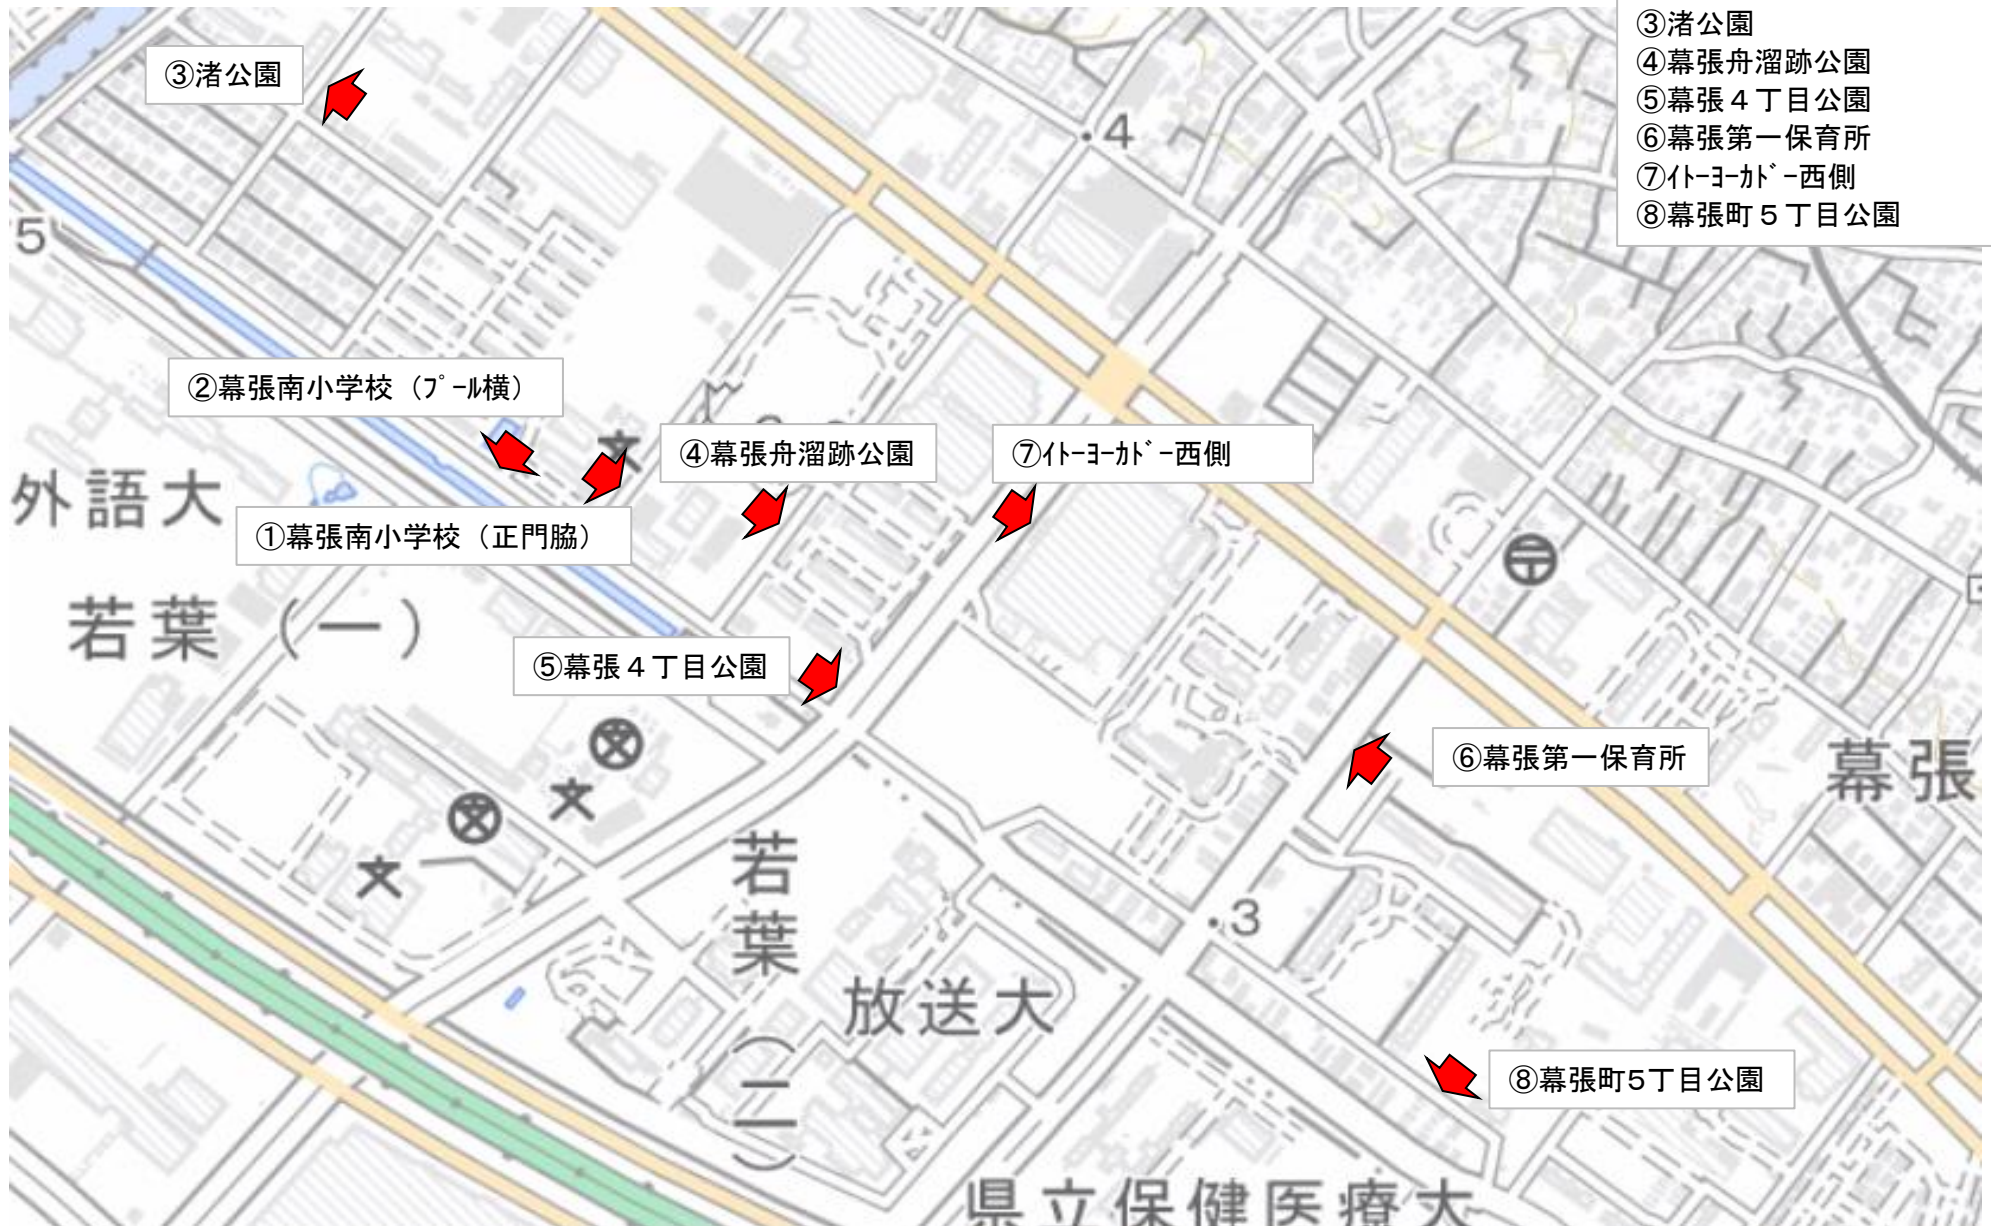 ③渚公園
④幕張舟溜跡公園
⑤幕張４丁目公園
⑥幕張第一保育所
⑦ｲﾄｰﾖｰｶﾄﾞｰ西側
⑧幕張町５丁目公園
③渚公園
4
5
②幕張南小学校（ﾌﾟｰﾙ横）
④幕張舟溜跡公園
⑦ｲﾄｰﾖｰｶﾄﾞｰ西側
外語大
①幕張南小学校（正門脇）
若葉（一）
⑤幕張４丁目公園
⑥幕張第一保育所
幕張
若葉（二）
3
放送大
⑧幕張町5丁目公園
県立保健医療大